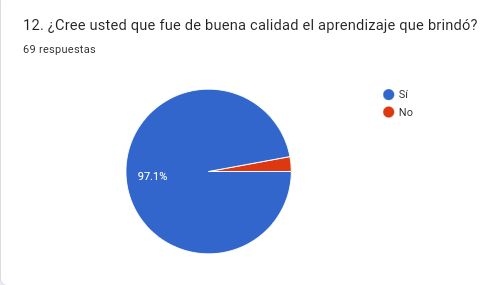 12. ¿Cree usted que fue de buena calidad el aprendizaje que brindó?
69 respuestas
Sí
No
97.1%